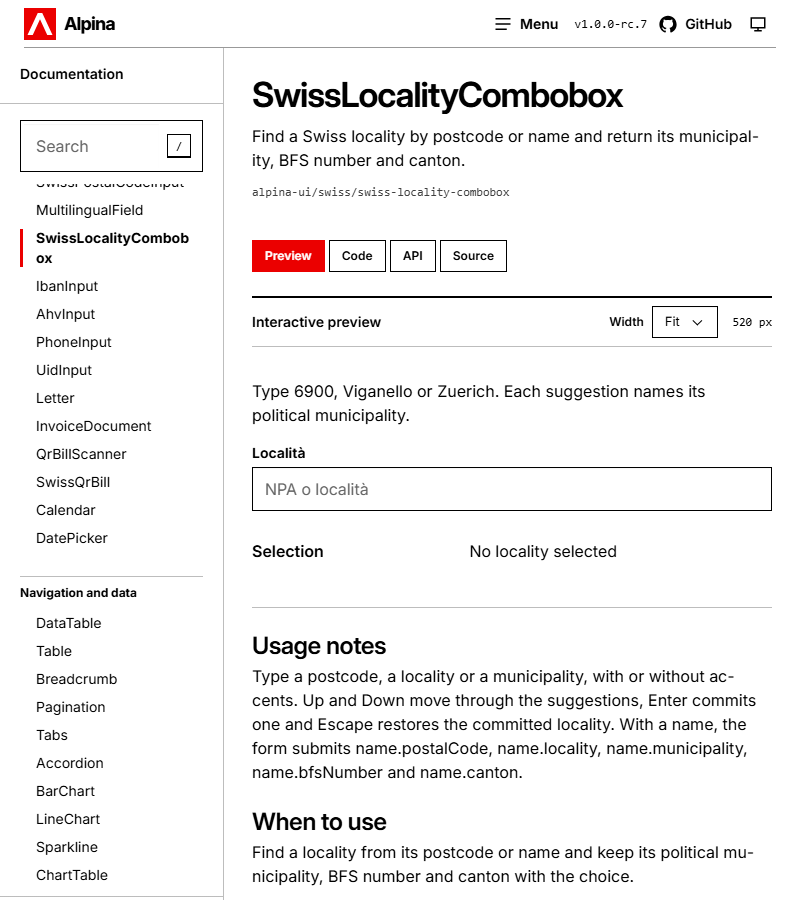 Alpina
Menu
v1.0.0-rc.7
GitHub
Documentation
Search
/
SwissPostalCodeInput
MultilingualField
SwissLocalityCombob
ox
IbanInput
AhvInput
PhoneInput
UidInput
Letter
InvoiceDocument
QrBillScanner
SwissQrBill
Calendar
DatePicker
Navigation and data
DataTable
Table
Breadcrumb
Pagination
Tabs
Accordion
BarChart
LineChart
Sparkline
ChartTable
SwissLocalityCombobox
Find a Swiss locality by postcode or name and return its municipal-
ity, BFS number and canton.
alpina-ui/swiss/swiss-locality-combobox
Preview
Code
API
Source
Interactive preview
Width
Fit
520 px
Type 6900, Viganello or Zuerich. Each suggestion names its
political municipality.
Località
NPA o località
Selection
No locality selected
Usage notes
Type a postcode, a locality or a municipality, with or without ac-
cents. Up and Down move through the suggestions, Enter commits
one and Escape restores the committed locality. With a name, the
form submits name.postalCode, name.locality, name.municipality,
name.bfsNumber and name.canton.
When to use
Find a locality from its postcode or name and keep its political mu-
nicipality, BFS number and canton with the choice.